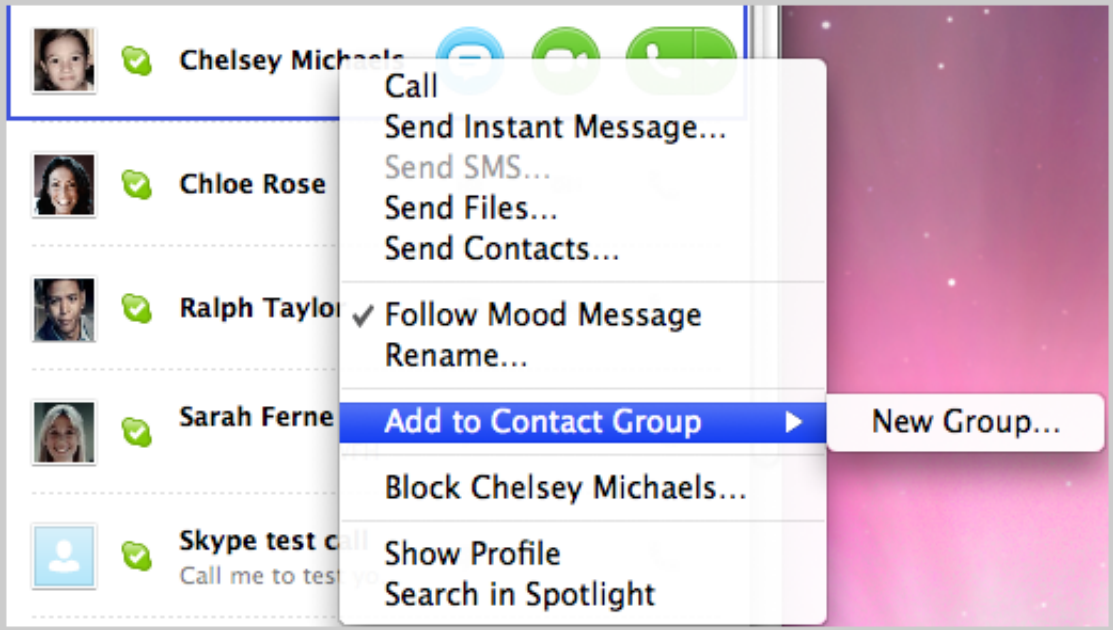 Chelsey Michaels
Chloe Rose
Ralph Taylor
Sarah Ferne
Skype test call
Call me to test yo
Call
Send Instant Message...
Send SMS...
Send Files...
Send Contacts...
✓ Follow Mood Message
Rename...
Add to Contact Group
New Group...
Block Chelsey Michaels...
Show Profile
Search in Spotlight